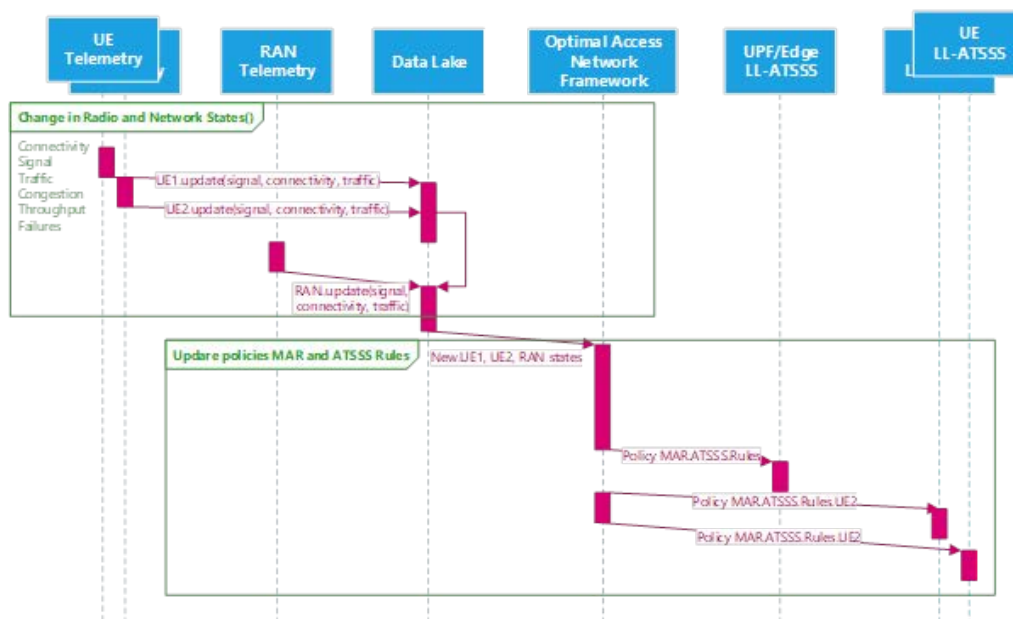 UE
Telemetry
y
RAN
Telemetry
Data Lake
Optimal Access
Network
Framework
UPF/Edge
LL-ATSSS
UE
LL-ATSSS
L
Change in Radio and Network States()
Connectivity
Signal
Traffic
Congestion
Throughput
Failures
UE1.update(signal, connectivity, traffic)
UE2.update(signal, connectivity, traffic)
RAN.update(signal,
connectivity, traffic)
Updare policies MAR and ATSSS Rules
New UE1, UE2, RAN states
Policy MAR.ATSSS.Rules
Policy MAR.ATSSS.Rules.UE2
Policy MAR.ATSSS.Rules.UE2